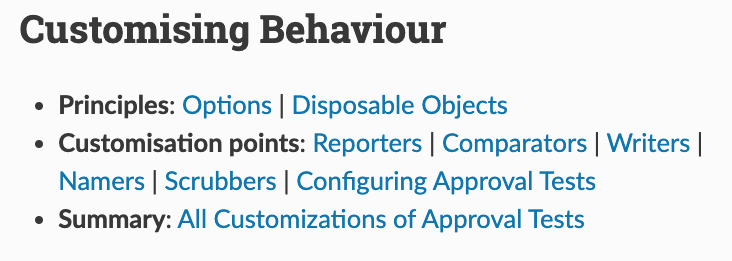 Customising Behaviour
• Principles: Options | Disposable Objects
• Customisation points: Reporters | Comparators | Writers |
Namers | Scrubbers | Configuring Approval Tests
• Summary: All Customizations of Approval Tests